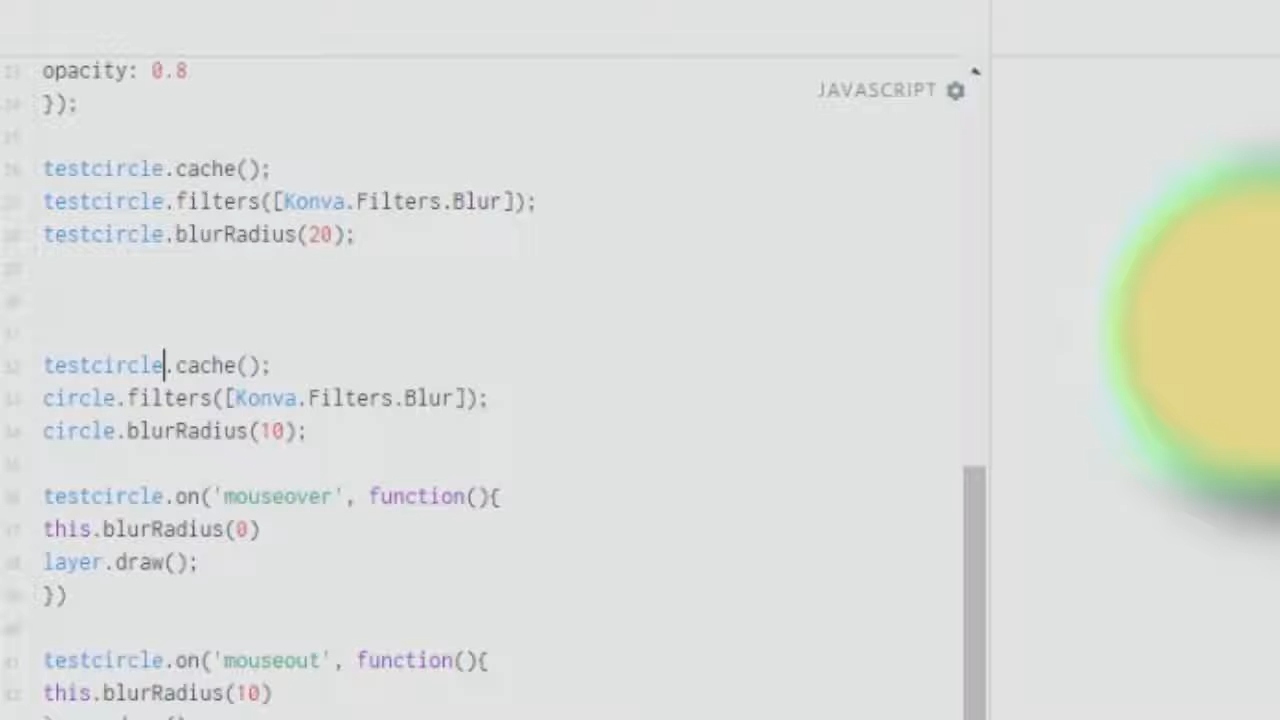 opacity: 0.8
JAVASCRIPT
});
testcircle.cache();
testcircle.filters([Konva.Filters.Blur]);
testcircle.blurRadius(20);
testcircle.cache();
circle.filters([Konva.Filters.Blur]);
circle.blurRadius(10);
testcircle.on('mouseover', function(){
this.blurRadius(0)
layer.draw();
})
testcircle.on('mouseout', function(){
this.blurRadius(10)